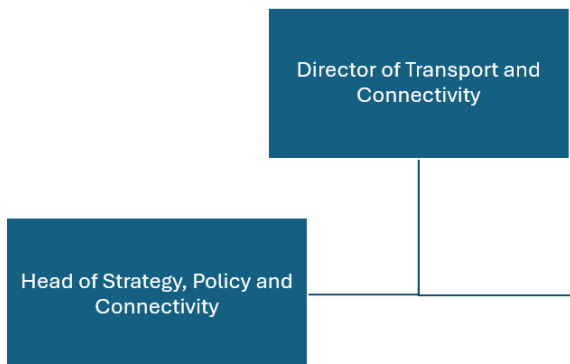 Director of Transport and
Connectivity
Head of Strategy, Policy and
Connectivity